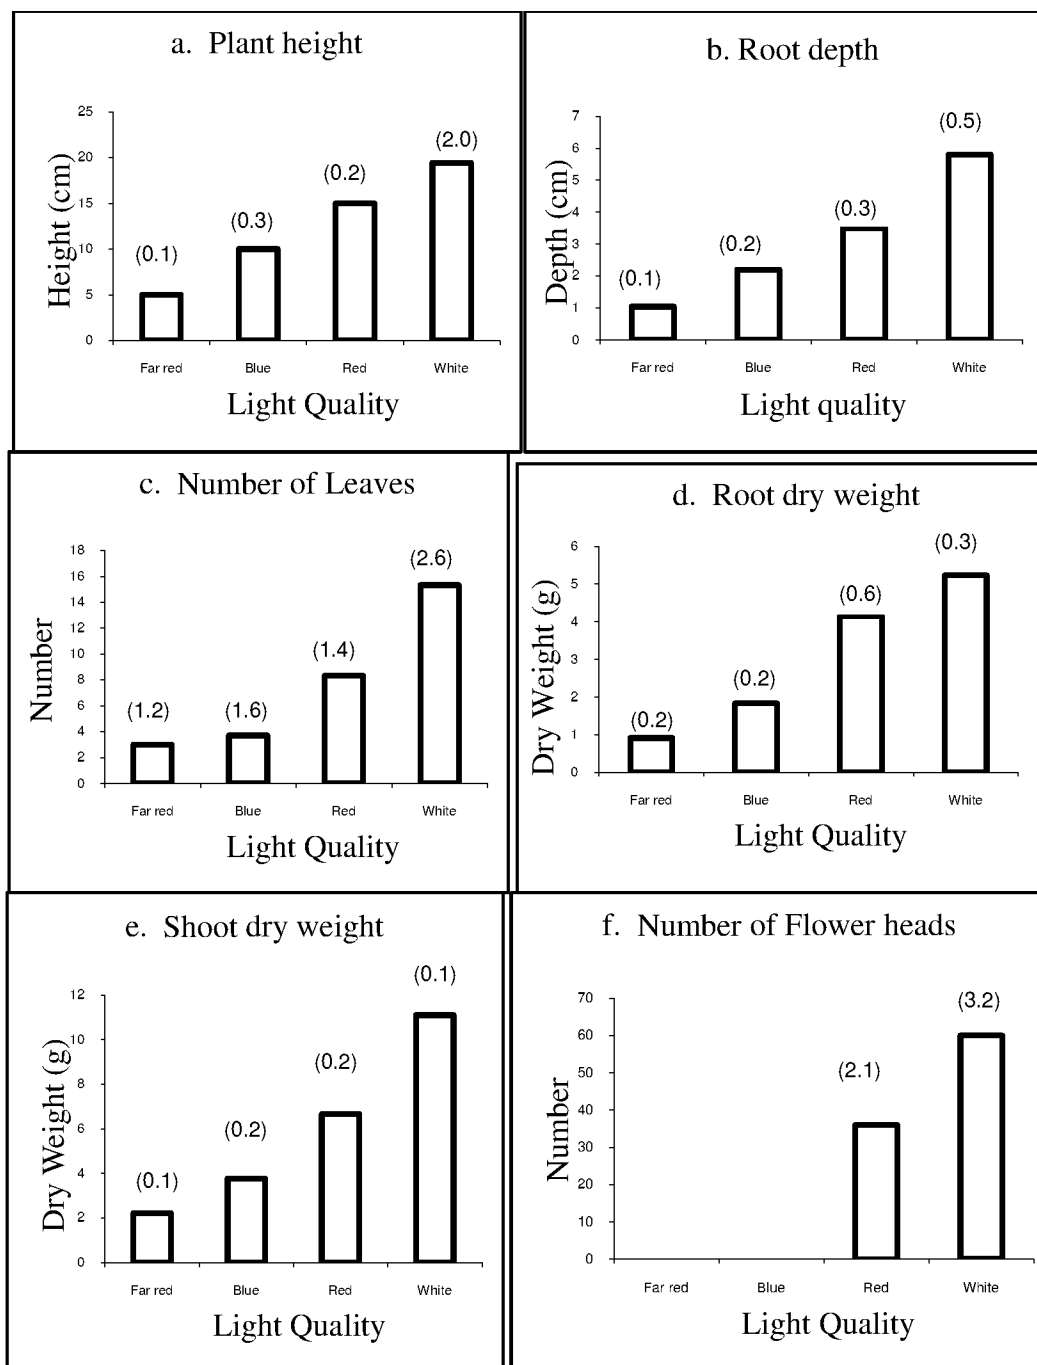 a. Plant height
25
20
15
10
5
0
Height (cm)
(0.1)
(0.3)
(0.2)
(2.0)
Far red Blue Red White
Light Quality
b. Root depth
7
6
5
4
3
2
1
0
Depth (cm)
(0.1)
(0.2)
(0.3)
(0.5)
Far red Blue Red White
Light quality
c. Number of Leaves
18
16
14
12
10
8
6
4
2
0
Number
(1.2)
(1.6)
(1.4)
(2.6)
Far red Blue Red White
Light Quality
d. Root dry weight
6
5
4
3
2
1
0
Dry Weight (g)
(0.2)
(0.2)
(0.6)
(0.3)
Far red Blue Red White
Light Quality
e. Shoot dry weight
12
10
8
6
4
2
0
Dry Weight (g)
(0.1)
(0.2)
(0.2)
(0.1)
Far red Blue Red White
Light Quality
f. Number of Flower heads
70
60
50
40
30
20
10
0
Number
(2.1)
(3.2)
Far red Blue Red White
Light Quality